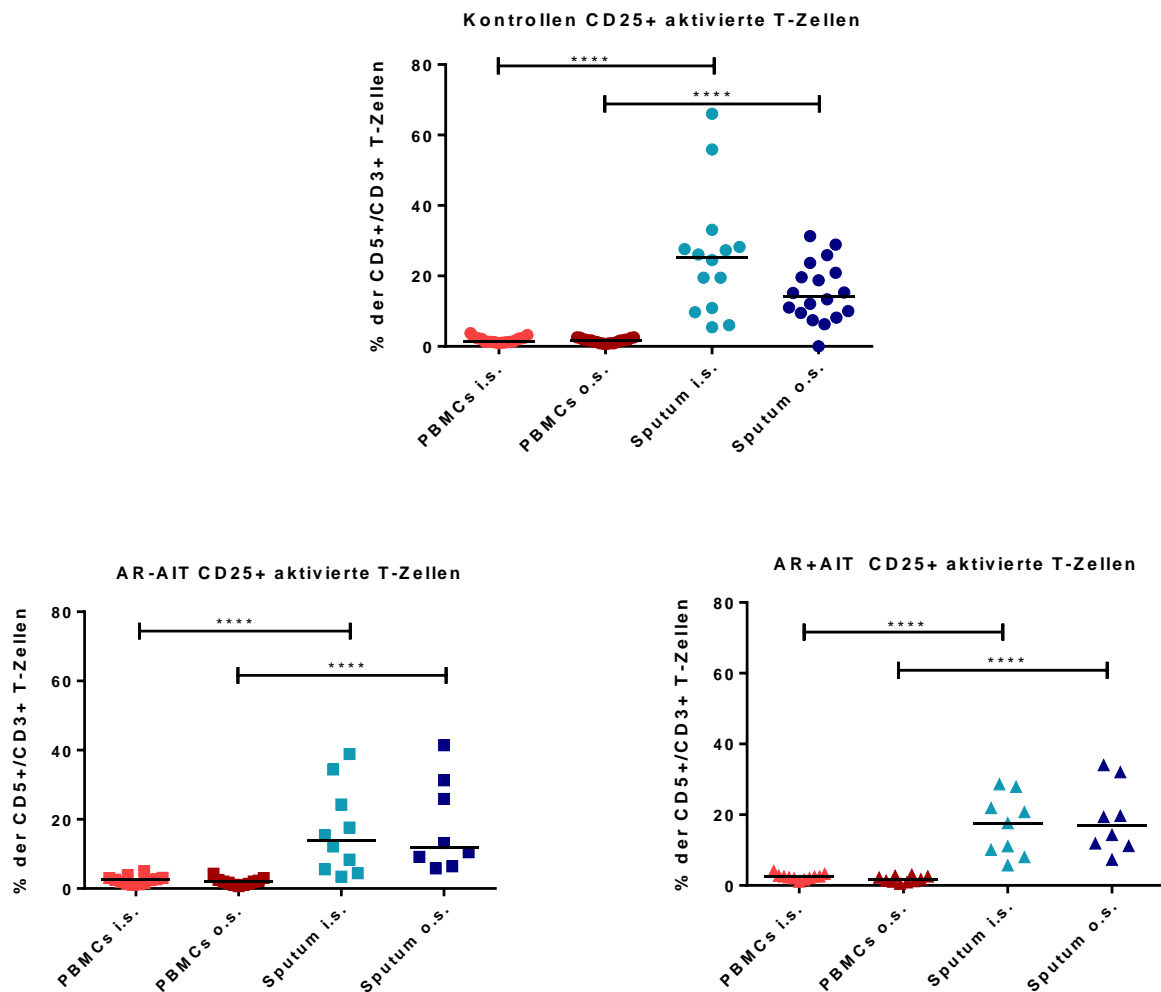 Kontrollen CD25+ aktivierte T-Zellen
% der CD5+/CD3+ T-Zellen
80
60
40
20
0
****
****
PBMCs i.s.
PBMCs o.s.
Sputum i.s.
Sputum o.s.
AR-AIT CD25+ aktivierte T-Zellen
% der CD5+/CD3+ T-Zellen
80
60
40
20
0
****
****
PBMCs i.s.
PBMCs o.s.
Sputum i.s.
Sputum o.s.
AR+AIT CD25+ aktivierte T-Zellen
% der CD5+/CD3+ T-Zellen
80
60
40
20
0
****
****
PBMCs i.s.
PBMCs o.s.
Sputum i.s.
Sputum o.s.